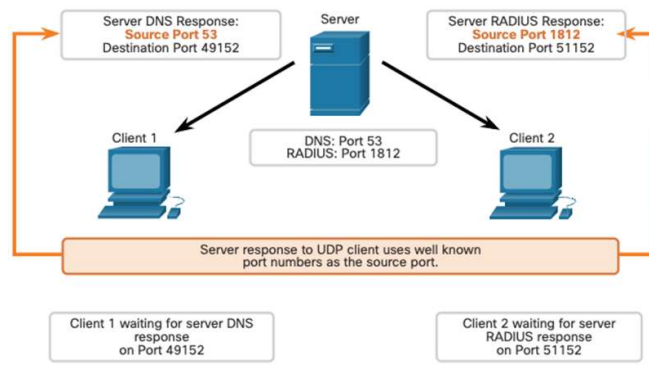 Server DNS Response:
Source Port 53
Destination Port 49152
Server
Server RADIUS Response:
Source Port 1812
Destination Port 51152
Client 1
DNS: Port 53
RADIUS: Port 1812
Client 2
Server response to UDP client uses well known
port numbers as the source port.
Client 1 waiting for server DNS
response
on Port 49152
Client 2 waiting for server
RADIUS response
on Port 51152